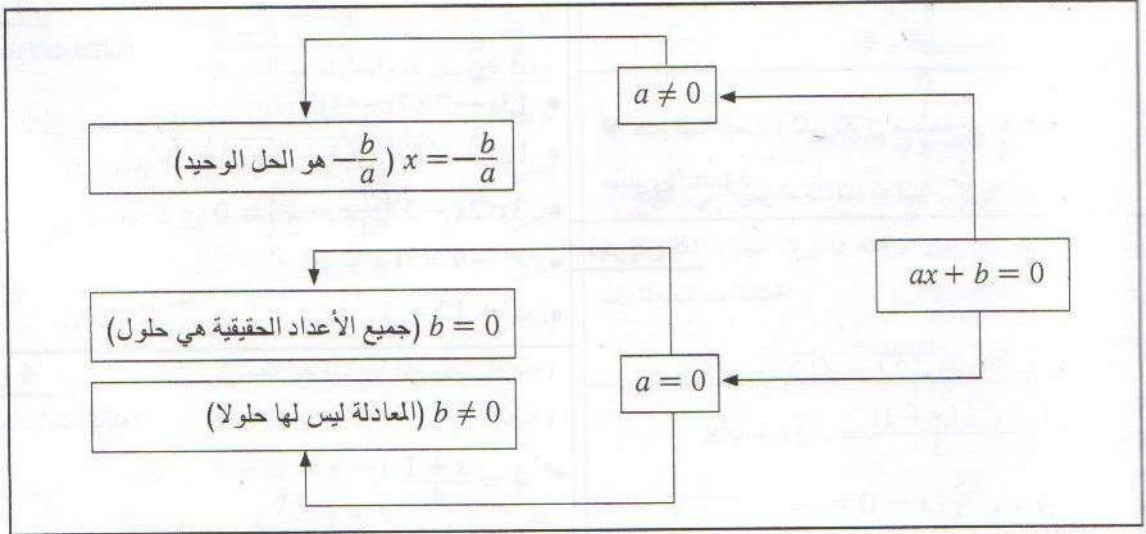 a ≠ 0
x = −b/a (−b/a هو الحل الوحيد)
ax + b = 0
b = 0 (جميع الأعداد الحقيقية هي حلول)
a = 0
b ≠ 0 (المعادلة ليس لها حلولا)